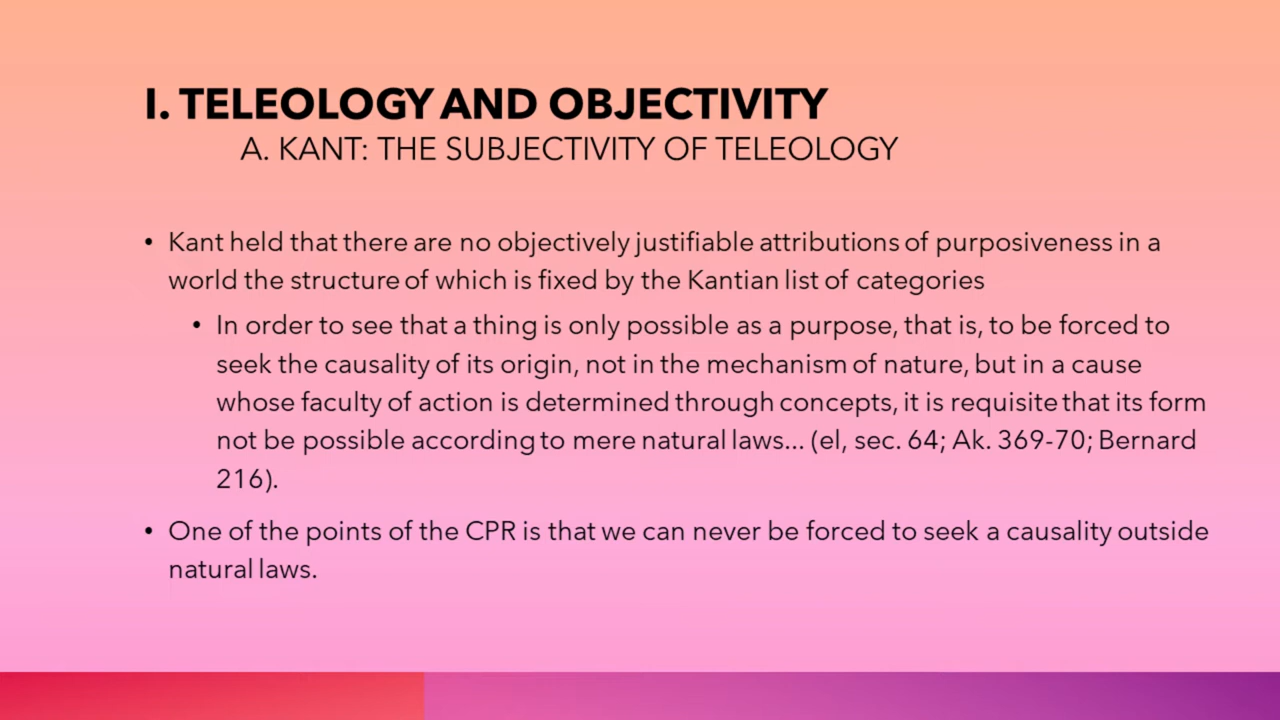 I. TELEOLOGY AND OBJECTIVITY
A. KANT: THE SUBJECTIVITY OF TELEOLOGY
• Kant held that there are no objectively justifiable attributions of purposiveness in a
world the structure of which is fixed by the Kantian list of categories
• In order to see that a thing is only possible as a purpose, that is, to be forced to
seek the causality of its origin, not in the mechanism of nature, but in a cause
whose faculty of action is determined through concepts, it is requisite that its form
not be possible according to mere natural laws... (el, sec. 64; Ak. 369-70; Bernard
216).
• One of the points of the CPR is that we can never be forced to seek a causality outside
natural laws.